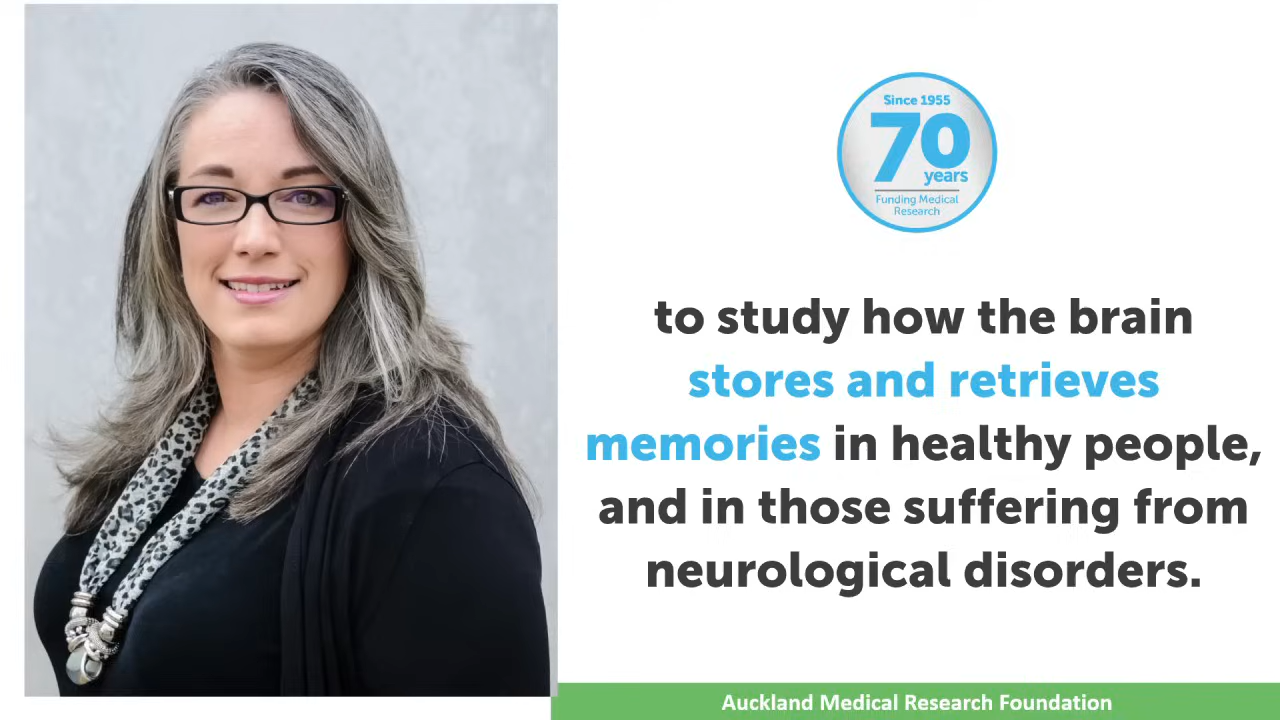 Since 1955
70
years
Funding Medical
Research
to study how the brain
stores and retrieves
memories in healthy people,
and in those suffering from
neurological disorders.
Auckland Medical Research Foundation